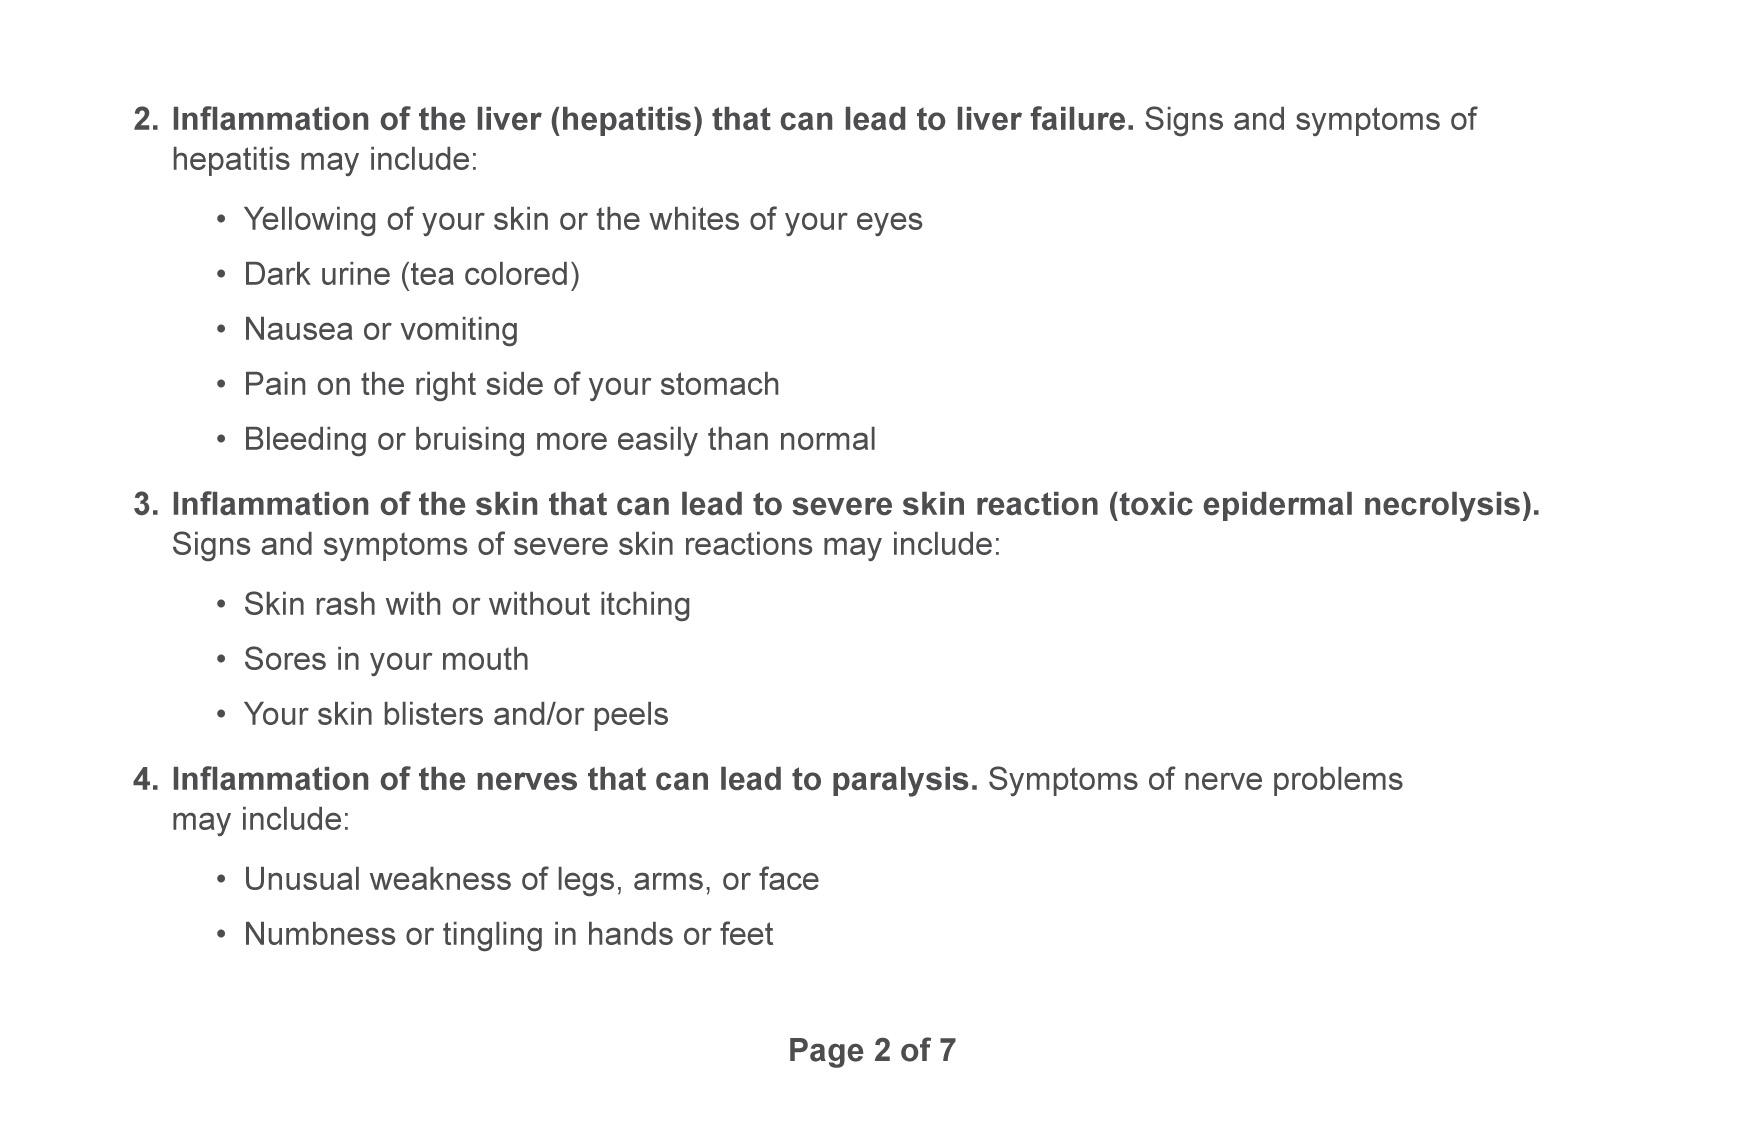 2. Inflammation of the liver (hepatitis) that can lead to liver failure. Signs and symptoms of
hepatitis may include:
• Yellowing of your skin or the whites of your eyes
• Dark urine (tea colored)
• Nausea or vomiting
• Pain on the right side of your stomach
• Bleeding or bruising more easily than normal
3. Inflammation of the skin that can lead to severe skin reaction (toxic epidermal necrolysis).
Signs and symptoms of severe skin reactions may include:
• Skin rash with or without itching
• Sores in your mouth
• Your skin blisters and/or peels
4. Inflammation of the nerves that can lead to paralysis. Symptoms of nerve problems
may include:
• Unusual weakness of legs, arms, or face
• Numbness or tingling in hands or feet
Page 2 of 7